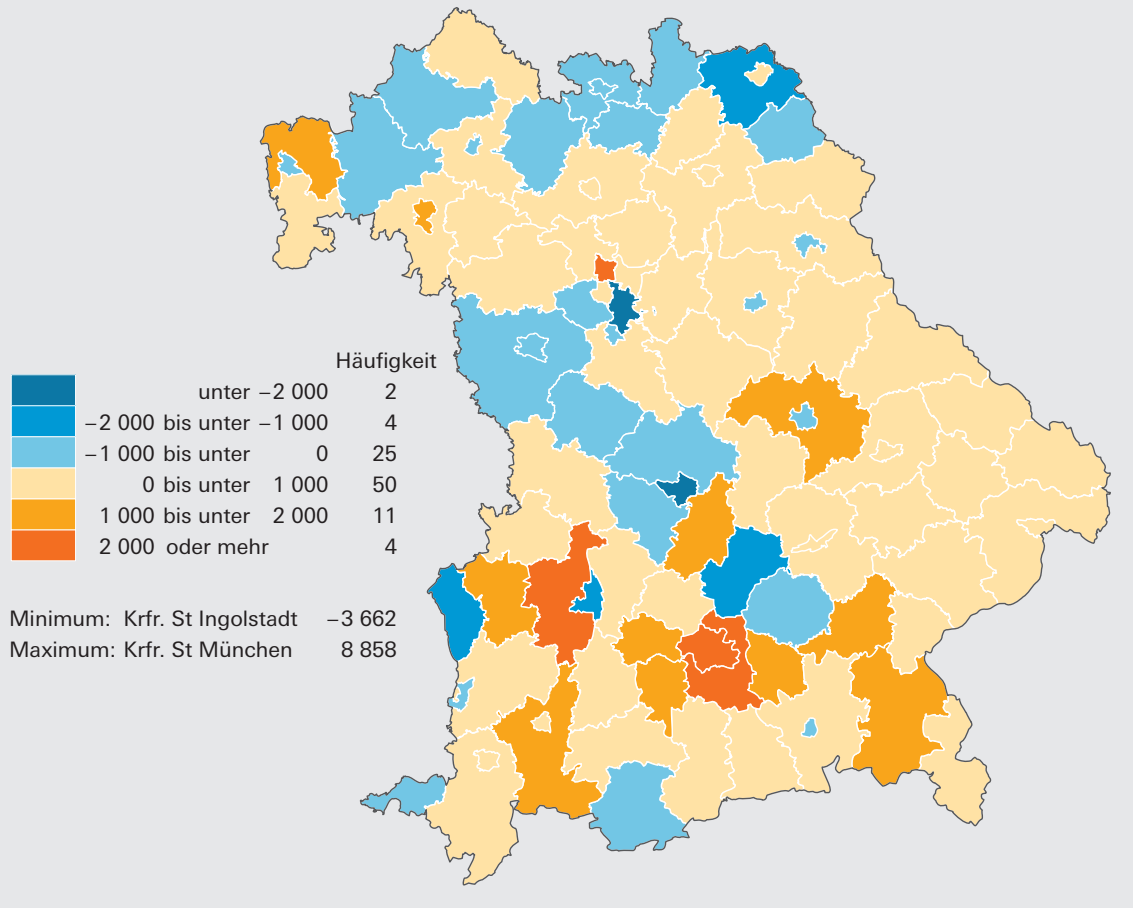 Häufigkeit
unter −2 000 2
−2 000 bis unter −1 000 4
−1 000 bis unter 0 25
0 bis unter 1 000 50
1 000 bis unter 2 000 11
2 000 oder mehr 4
Minimum: Krfr. St Ingolstadt −3 662
Maximum: Krfr. St München 8 858